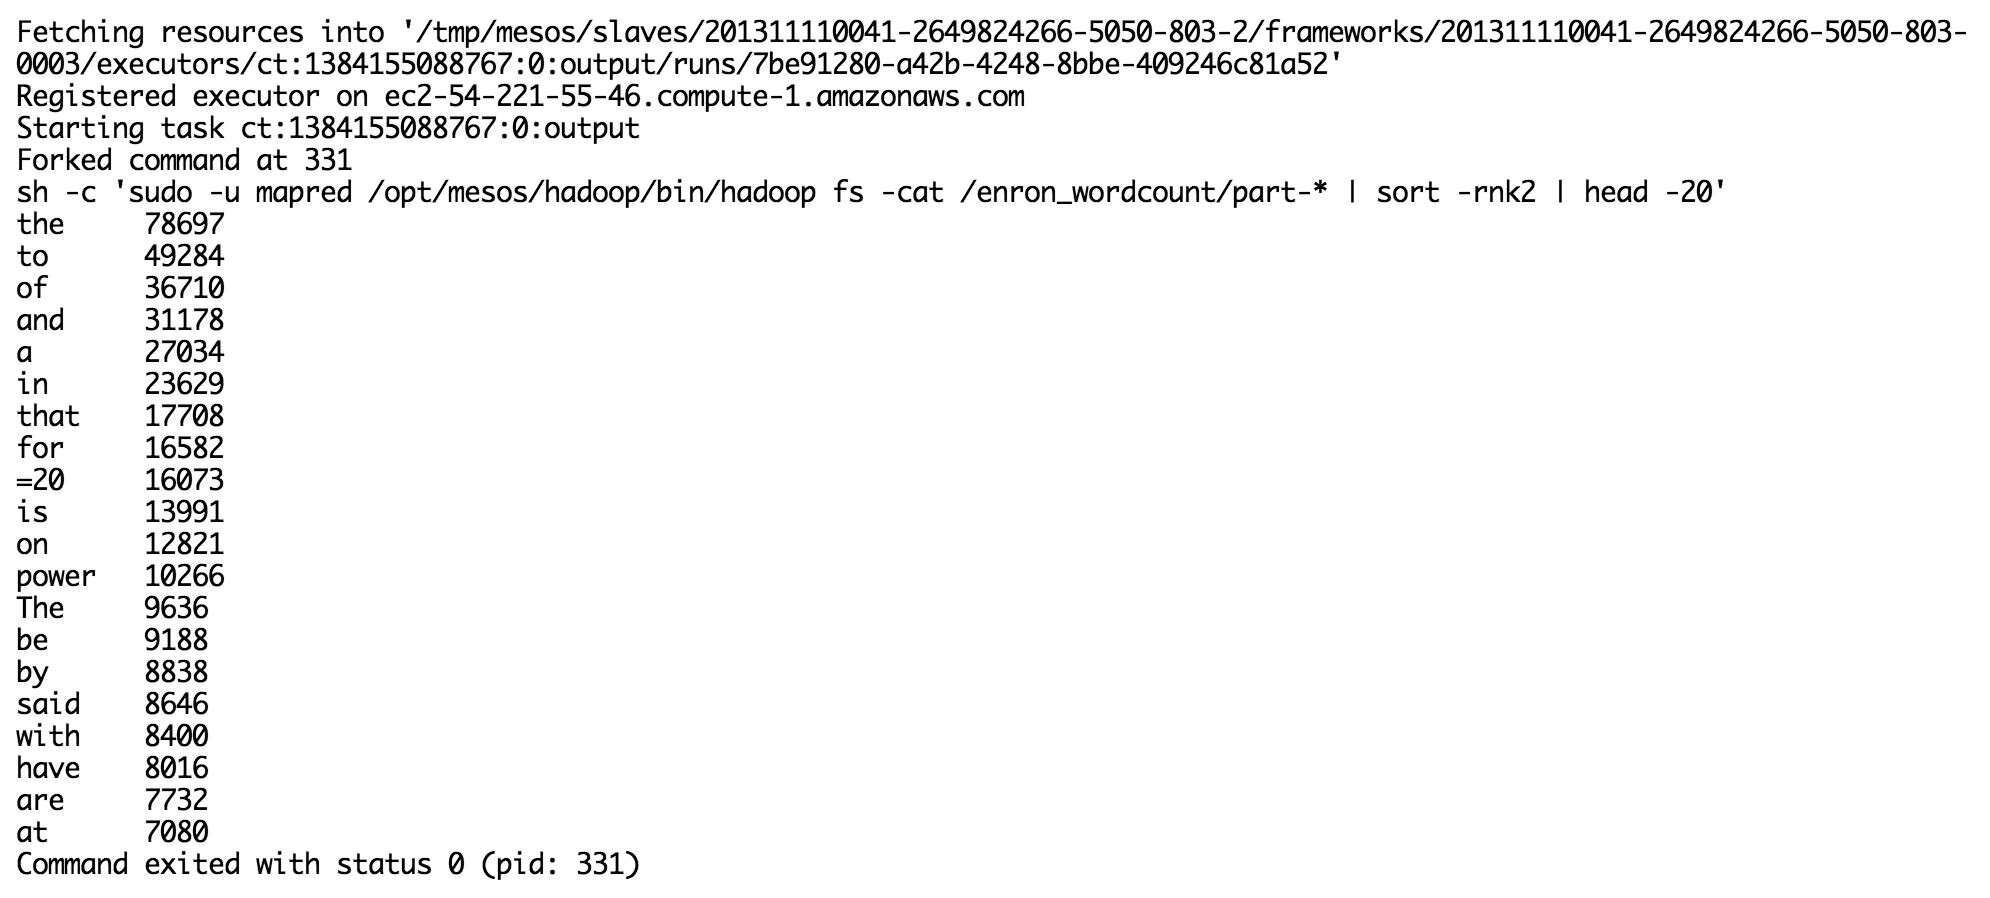 Fetching resources into '/tmp/mesos/slaves/201311110041-2649824266-5050-803-2/frameworks/201311110041-2649824266-5050-803-
0003/executors/ct:1384155088767:0:output/runs/7be91280-a42b-4248-8bbe-409246c81a52'
Registered executor on ec2-54-221-55-46.compute-1.amazonaws.com
Starting task ct:1384155088767:0:output
Forked command at 331
sh -c 'sudo -u mapred /opt/mesos/hadoop/bin/hadoop fs -cat /enron_wordcount/part-* | sort -rnk2 | head -20'
the 78697
to 49284
of 36710
and 31178
a 27034
in 23629
that 17708
for 16582
=20 16073
is 13991
on 12821
power 10266
The 9636
be 9188
by 8838
said 8646
with 8400
have 8016
are 7732
at 7080
Command exited with status 0 (pid: 331)